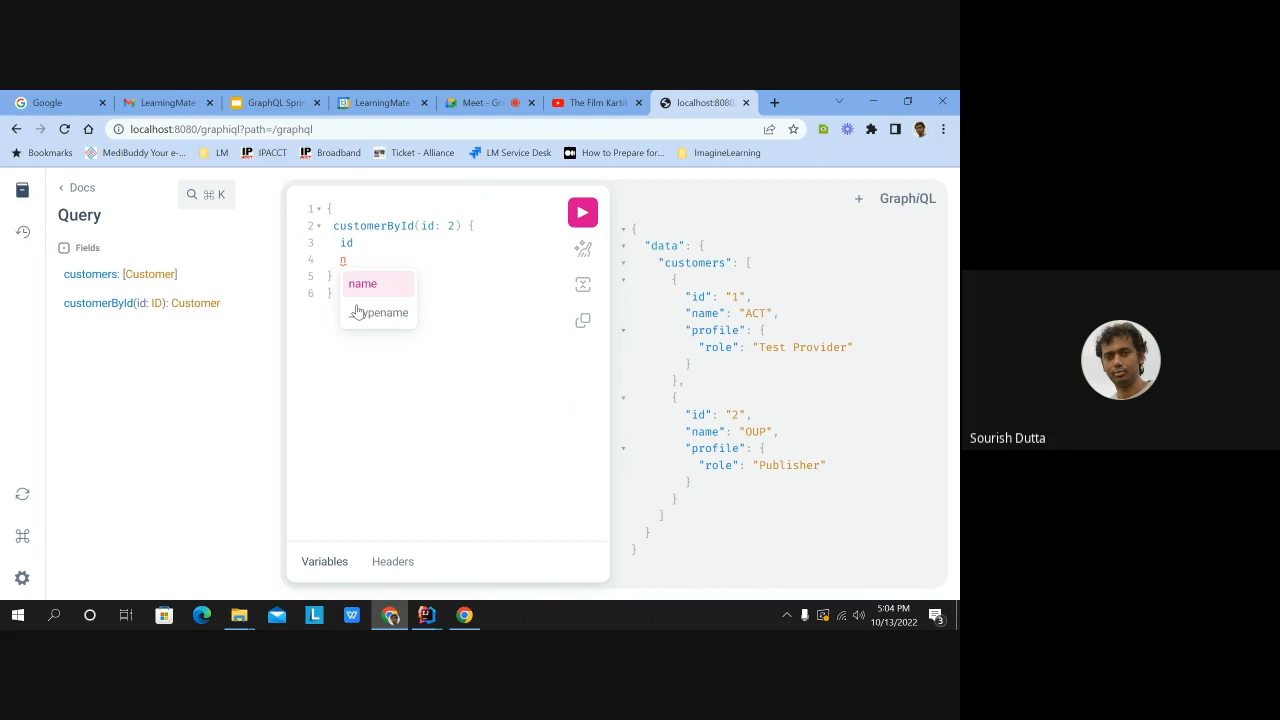 Google
LearningMate
GraphQL Sprin
LearningMate
Meet - Gra
The Film Kartik
localhost:8080
localhost:8080/graphiql?path=/graphql
Bookmarks
MediBuddy Your e-...
LM
IPACCT
Broadband
Ticket - Alliance
LM Service Desk
How to Prepare for...
ImagineLearning
Docs
⌘ K
Query
Fields
customers: [Customer]
customerById(id: ID): Customer
1 {
2 customerById(id: 2) {
3 id
4 n
5 }
6 }
name
Variables
Headers
+ GraphiQL
{
"data": {
"customers": [
{
"id": "1",
"name": "ACT",
"profile": {
"role": "Test Provider"
}
},
{
"id": "2",
"name": "OUP",
"profile": {
"role": "Publisher"
}
}
]
}
}
Sourish Dutta
5:04 PM
10/13/2022
3